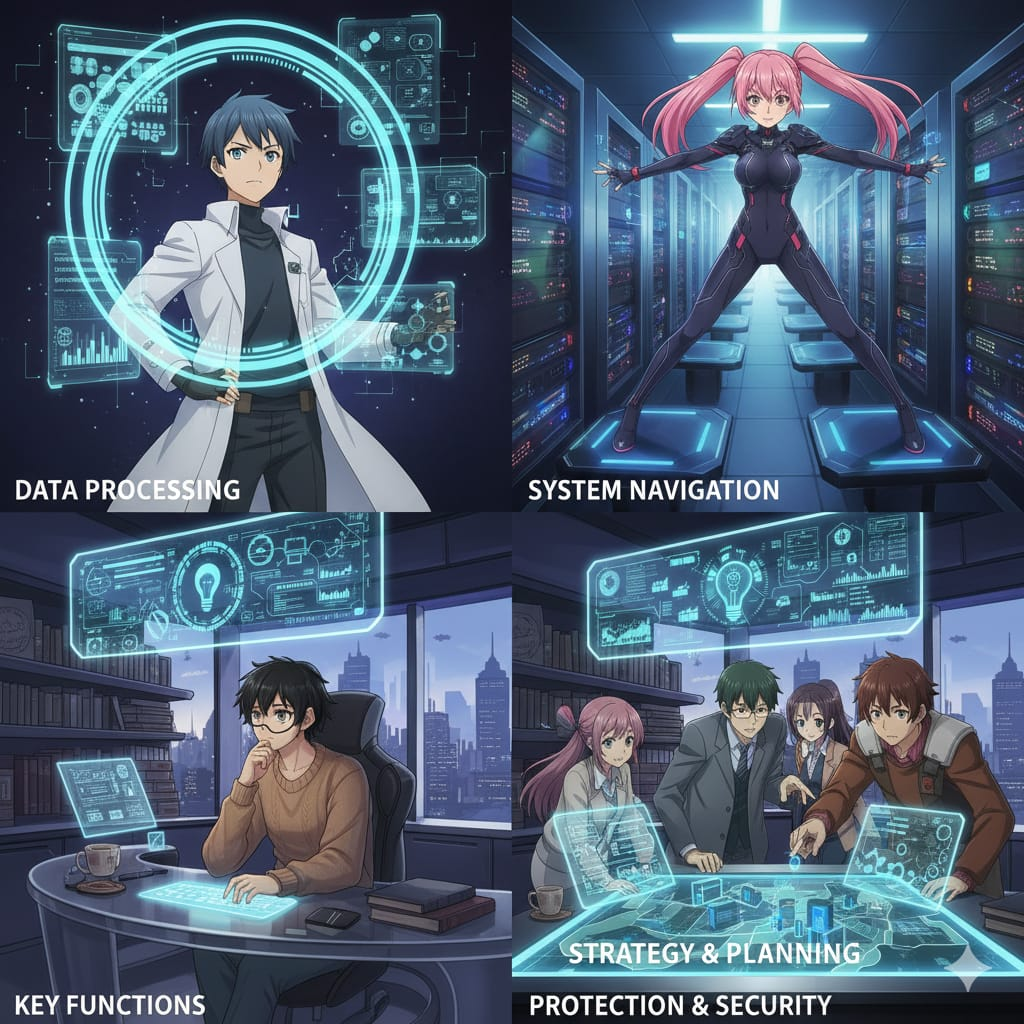 DATA PROCESSING
SYSTEM NAVIGATION
KEY FUNCTIONS
STRATEGY & PLANNING
PROTECTION & SECURITY